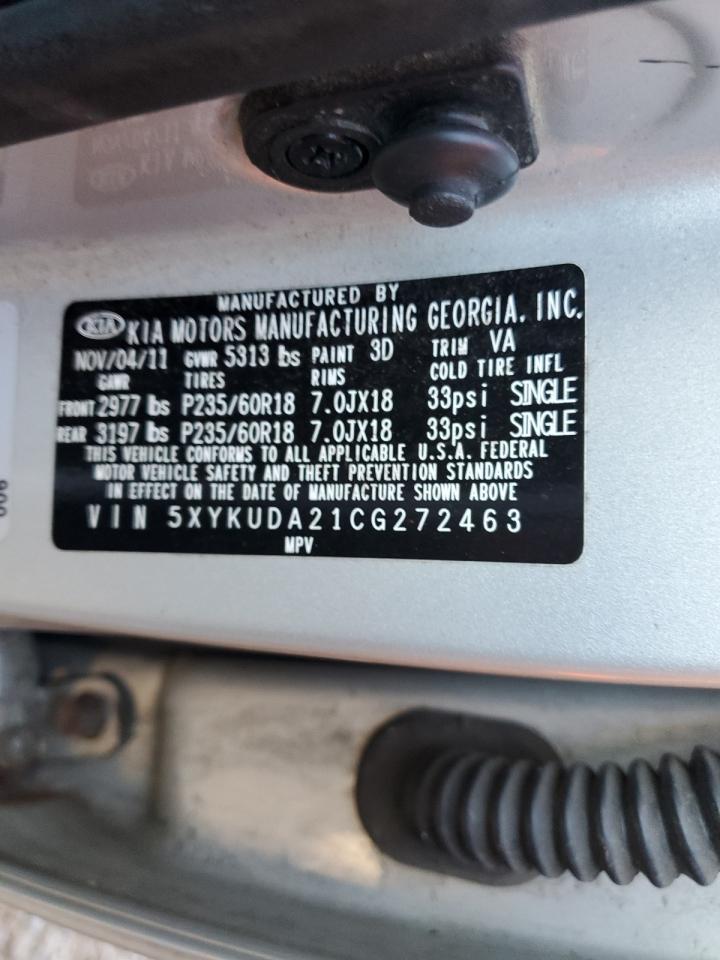 MANUFACTURED BY
KIA KIA MOTORS MANUFACTURING GEORGIA, INC.
NOV/04/11 GVWR 5313 lbs PAINT 3D TRIM VA
GAWR TIRES RIMS COLD TIRE INFL
FRONT 2977 lbs P235/60R18 7.0JX18 33psi SINGLE
REAR 3197 lbs P235/60R18 7.0JX18 33psi SINGLE
THIS VEHICLE CONFORMS TO ALL APPLICABLE U.S.A. FEDERAL
MOTOR VEHICLE SAFETY AND THEFT PREVENTION STANDARDS
IN EFFECT ON THE DATE OF MANUFACTURE SHOWN ABOVE
VIN 5XYKUDA21CG272463
MPV